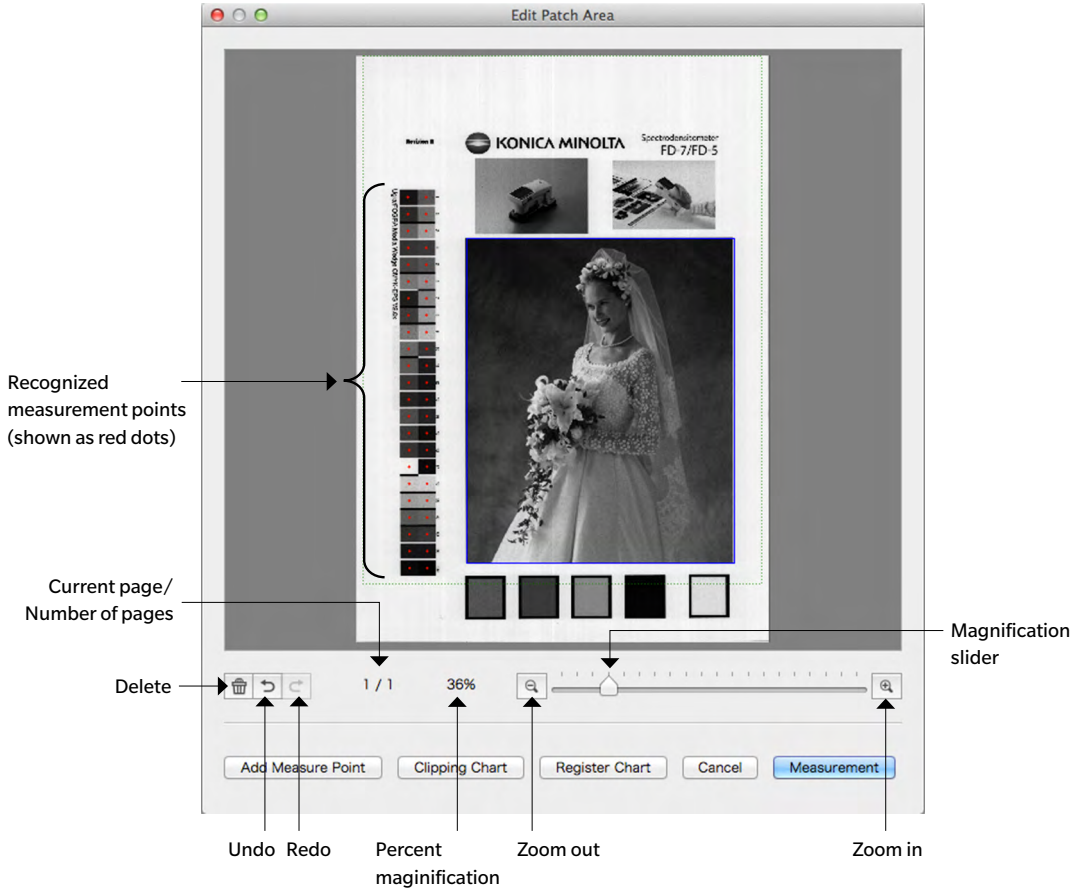 Edit Patch Area
Revision B
KONICA MINOLTA
Spectrodensitometer
FD-7/FD-5
Recognized
measurement points
(shown as red dots)
Current page/
Number of pages
Magnification
slider
Delete
1 / 1
36%
Add Measure Point
Clipping Chart
Register Chart
Cancel
Measurement
Undo
Redo
Percent
maginification
Zoom out
Zoom in